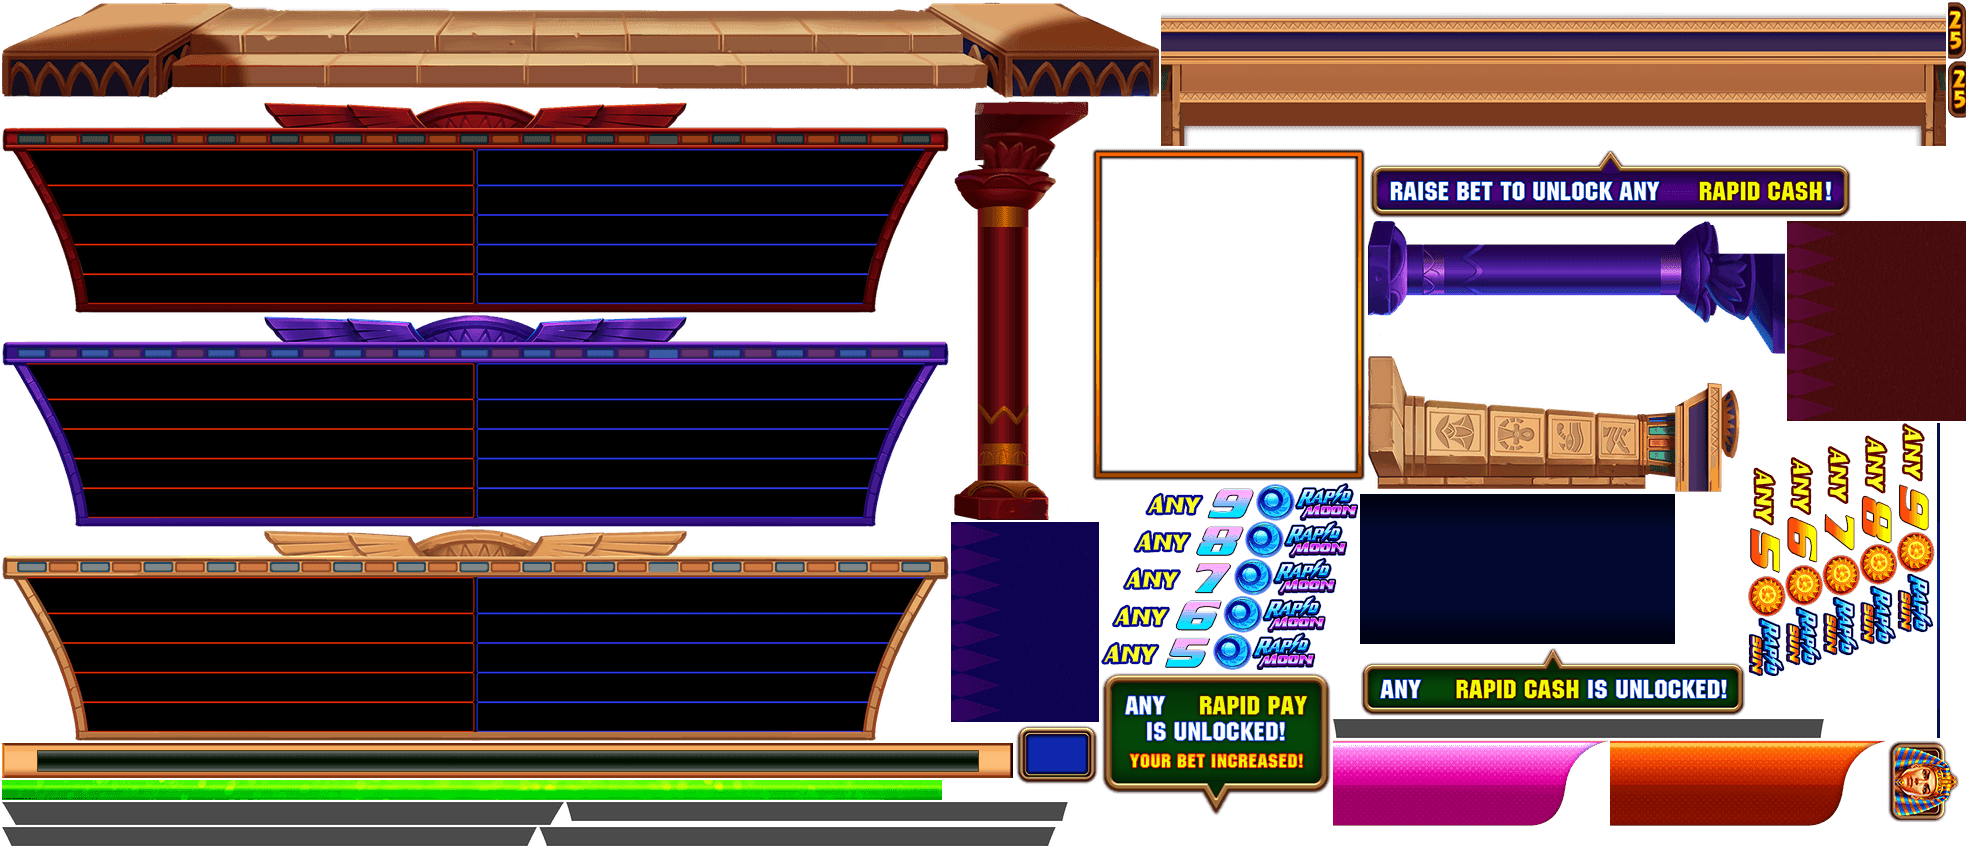 25
25
RAISE BET TO UNLOCK ANY RAPID CASH!
ANY 9 RAPID MOON
ANY 8 RAPID MOON
ANY 7 RAPID MOON
ANY 6 RAPID MOON
ANY 5 RAPID MOON
ANY 5 RAPID SUN
ANY 6 RAPID SUN
ANY 7 RAPID SUN
ANY 8 RAPID SUN
ANY 9 RAPID SUN
ANY RAPID CASH IS UNLOCKED!
ANY RAPID PAY
IS UNLOCKED!
YOUR BET INCREASED!